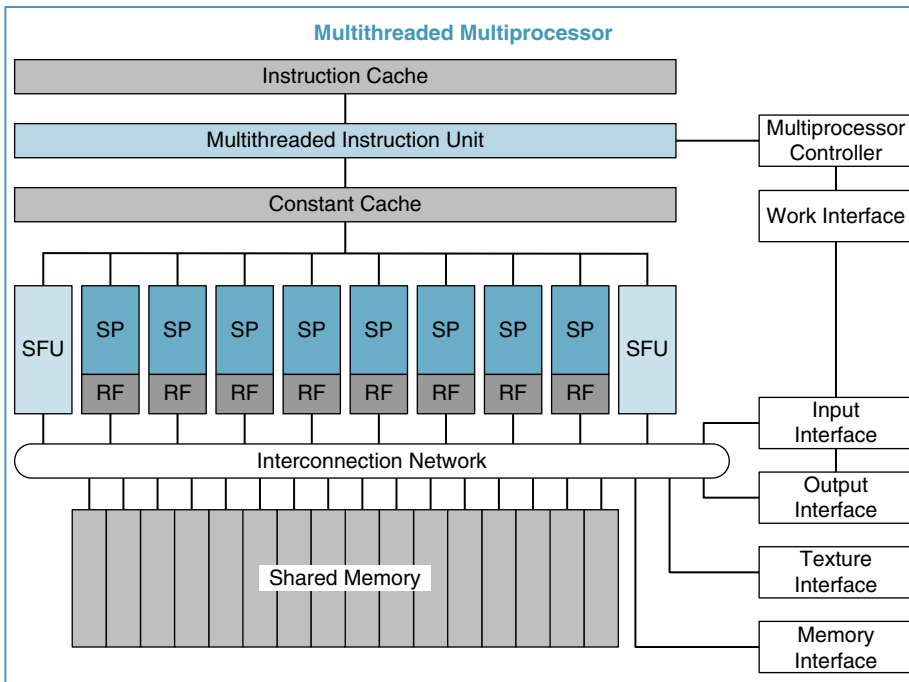 Multithreaded Multiprocessor
Instruction Cache
Multithreaded Instruction Unit
Multiprocessor
Controller
Constant Cache
Work Interface
SFU
SP
SP
SP
SP
SP
SP
SP
SP
SFU
RF
RF
RF
RF
RF
RF
RF
RF
Input
Interface
Interconnection Network
Output
Interface
Shared Memory
Texture
Interface
Memory
Interface